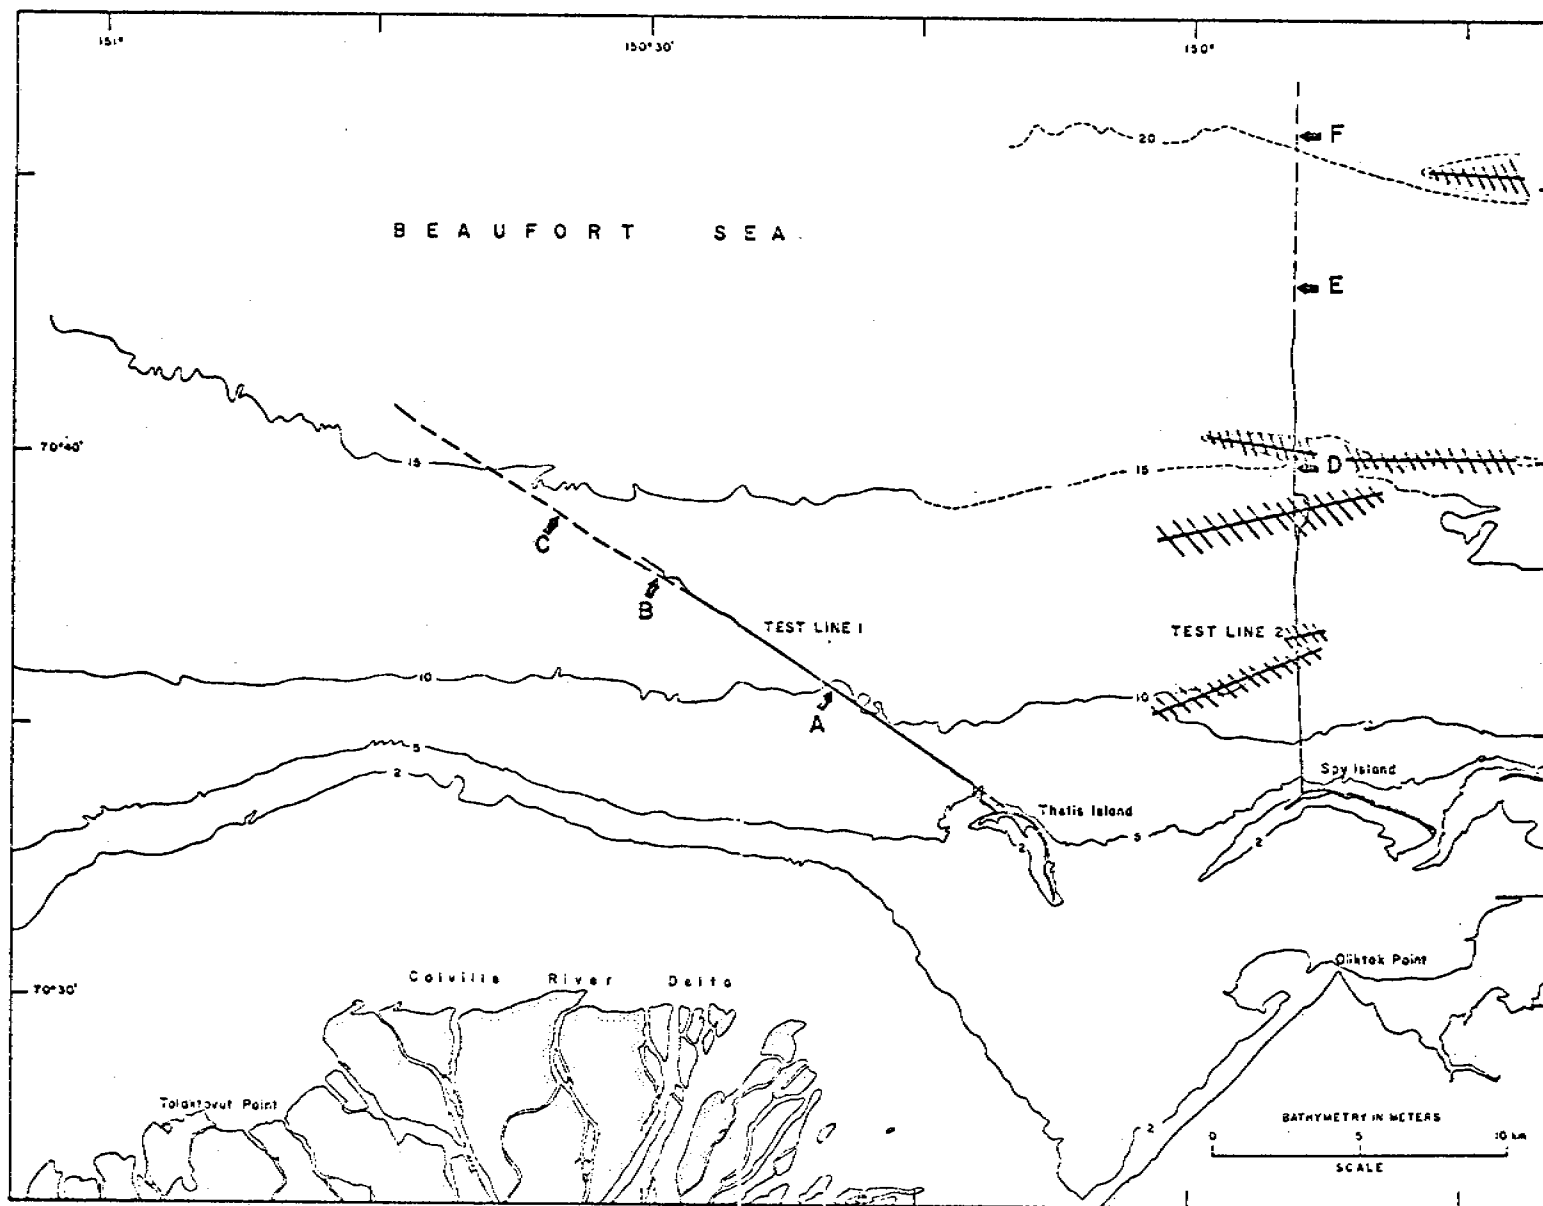 151°
150°30'
150°
20
F
BEAUFORT SEA
E
70°40'
15
15
D
C
B
TEST LINE 1
TEST LINE 2
10
10
A
5
2
Spy Island
Thetis Island
2
5
2
Oliktok Point
70°30'
Colville River Delta
Tolaktovut Point
2
BATHYMETRY IN METERS
0 5 10 km
SCALE